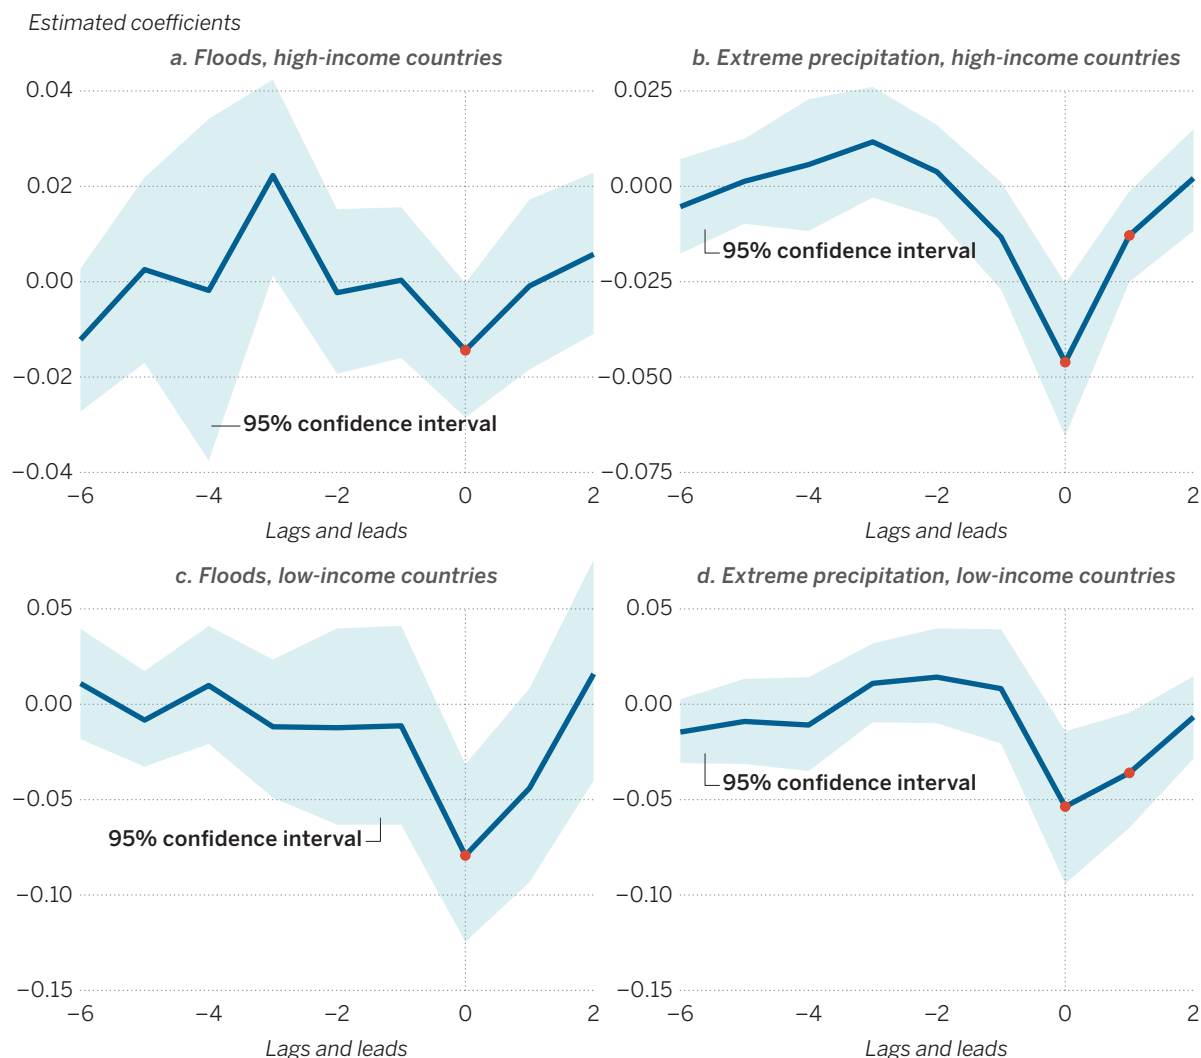 Estimated coefficients
a. Floods, high-income countries
0.04
0.02
0.00
−0.02
−0.04
95% confidence interval
−6 −4 −2 0 2
Lags and leads
b. Extreme precipitation, high-income countries
0.025
0.000
−0.025
−0.050
−0.075
95% confidence interval
−6 −4 −2 0 2
Lags and leads
c. Floods, low-income countries
0.05
0.00
−0.05
−0.10
−0.15
95% confidence interval
−6 −4 −2 0 2
Lags and leads
d. Extreme precipitation, low-income countries
0.05
0.00
−0.05
−0.10
−0.15
95% confidence interval
−6 −4 −2 0 2
Lags and leads